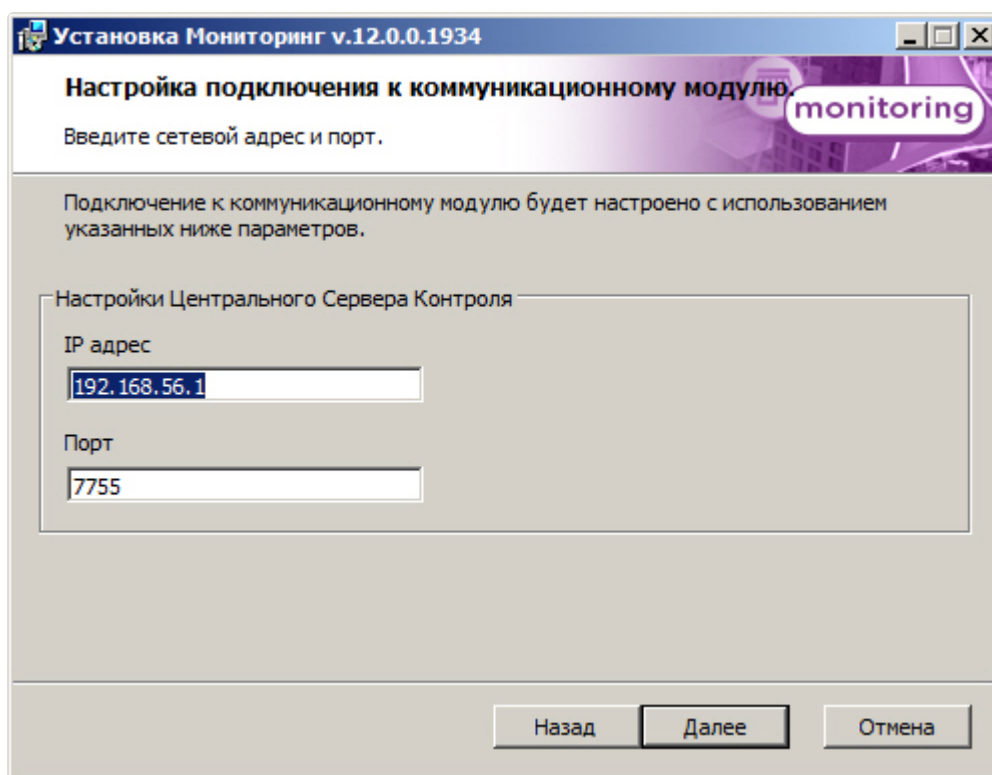 Установка Мониторинг v.12.0.0.1934
Настройка подключения к коммуникационному модулю.
monitoring
Введите сетевой адрес и порт.
Подключение к коммуникационному модулю будет настроено с использованием
указанных ниже параметров.
Настройки Центрального Сервера Контроля
IP адрес
192.168.56.1
Порт
7755
Назад
Далее
Отмена